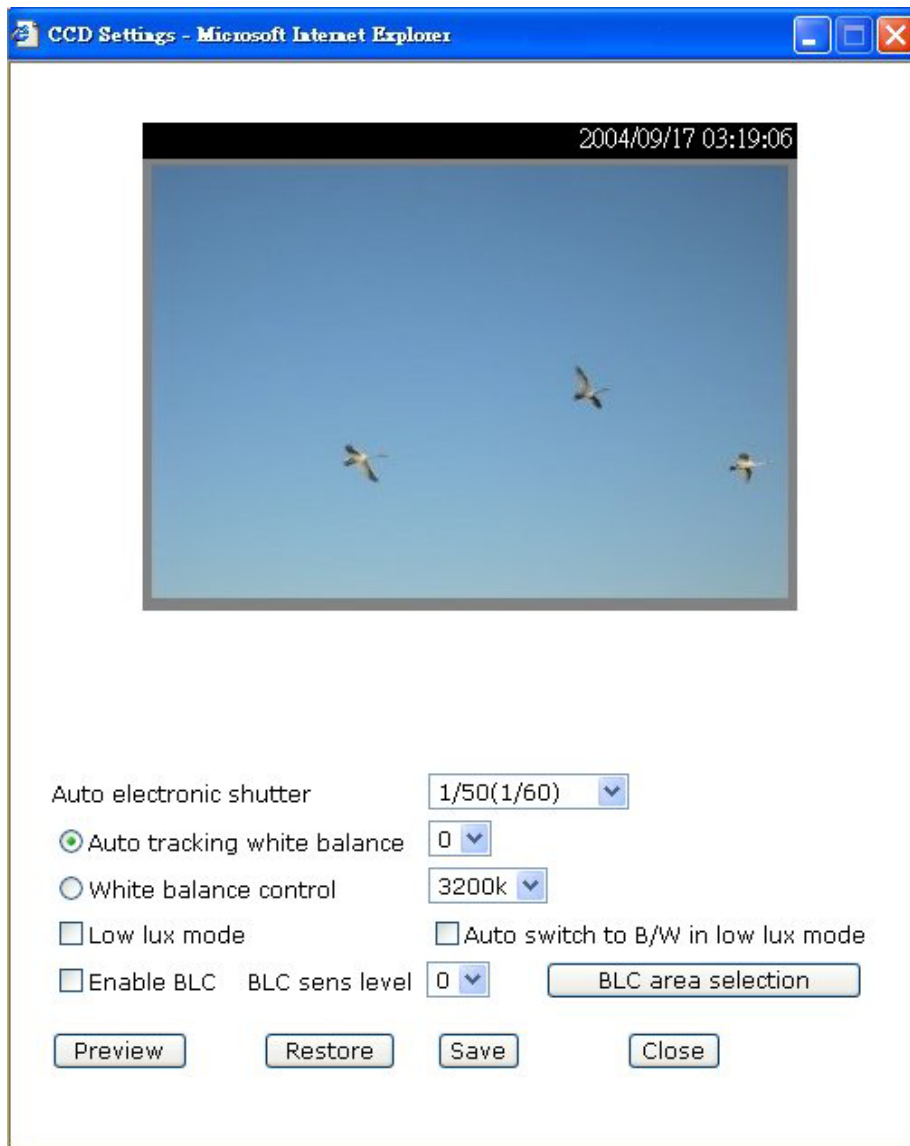 CCD Settings - Microsoft Internet Explorer
2004/09/17 03:19:06
Auto electronic shutter 1/50(1/60)
Auto tracking white balance 0
White balance control 3200k
Low lux mode Auto switch to B/W in low lux mode
Enable BLC BLC sens level 0 BLC area selection
Preview Restore Save Close